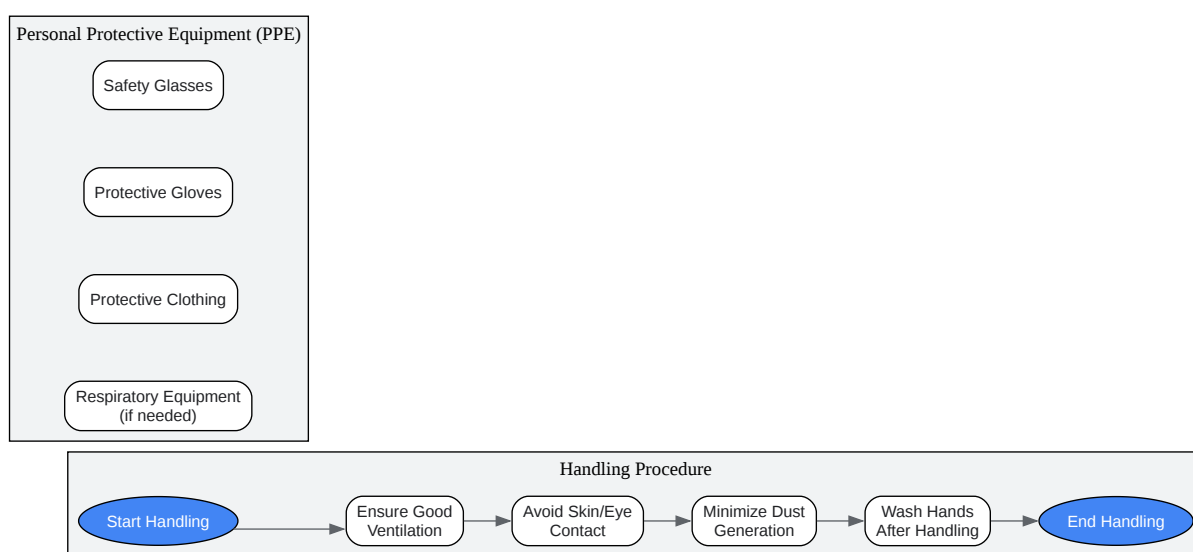 Personal Protective Equipment (PPE)
Safety Glasses
Protective Gloves
Protective Clothing
Respiratory Equipment
(if needed)
Handling Procedure
Start Handling
Ensure Good
Ventilation
Avoid Skin/Eye
Contact
Minimize Dust
Generation
Wash Hands
After Handling
End Handling